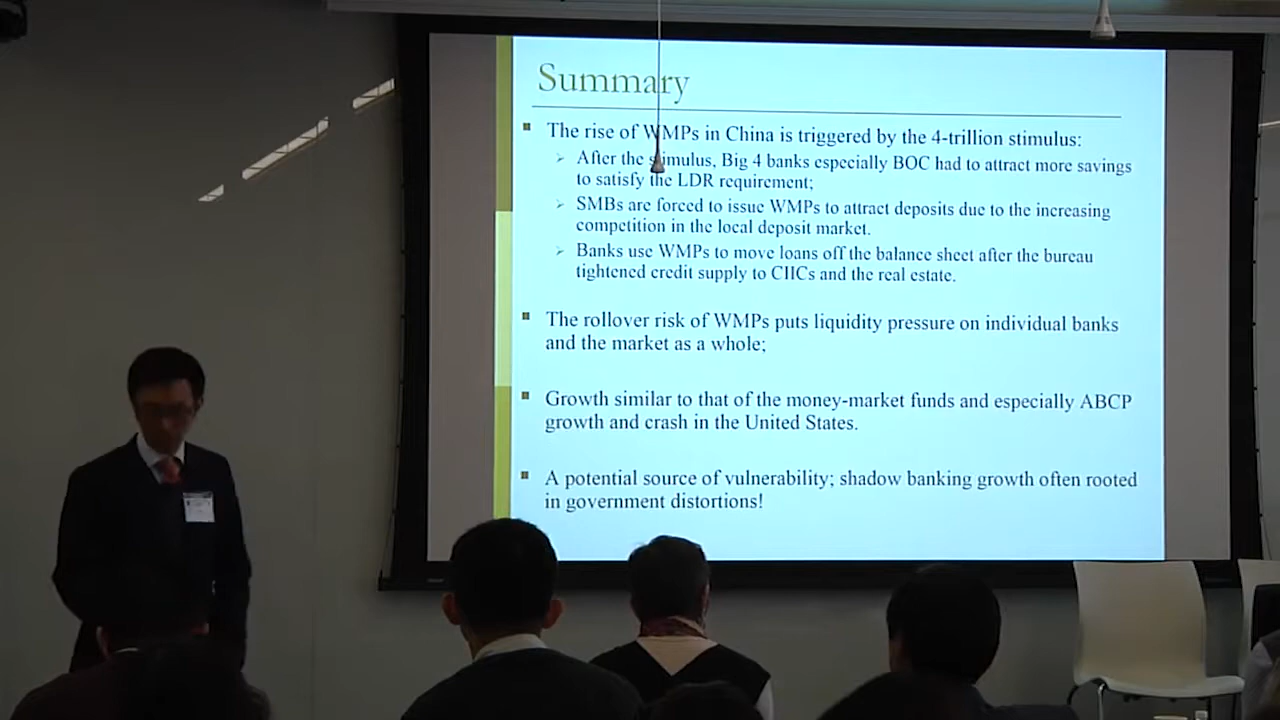 Summary
The rise of WMPs in China is triggered by the 4-trillion stimulus:
After the stimulus, Big 4 banks especially BOC had to attract more savings
to satisfy the LDR requirement;
SMBs are forced to issue WMPs to attract deposits due to the increasing
competition in the local deposit market.
Banks use WMPs to move loans off the balance sheet after the bureau
tightened credit supply to CIICs and the real estate.
The rollover risk of WMPs puts liquidity pressure on individual banks
and the market as a whole;
Growth similar to that of the money-market funds and especially ABCP
growth and crash in the United States.
A potential source of vulnerability; shadow banking growth often rooted
in government distortions!